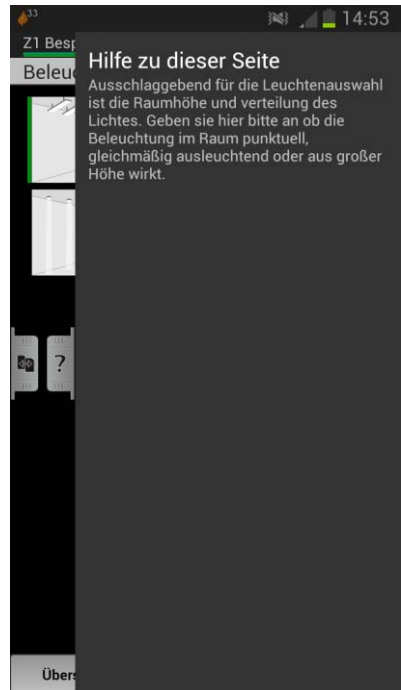 33
14:53
Z1 Besp
Beleuc
Hilfe zu dieser Seite
Ausschlaggebend für die Leuchtenauswahl
ist die Raumhöhe und verteilung des
Lichtes. Geben sie hier bitte an ob die
Beleuchtung im Raum punktuell,
gleichmäßig ausleuchtend oder aus großer
Höhe wirkt.
?
Übers